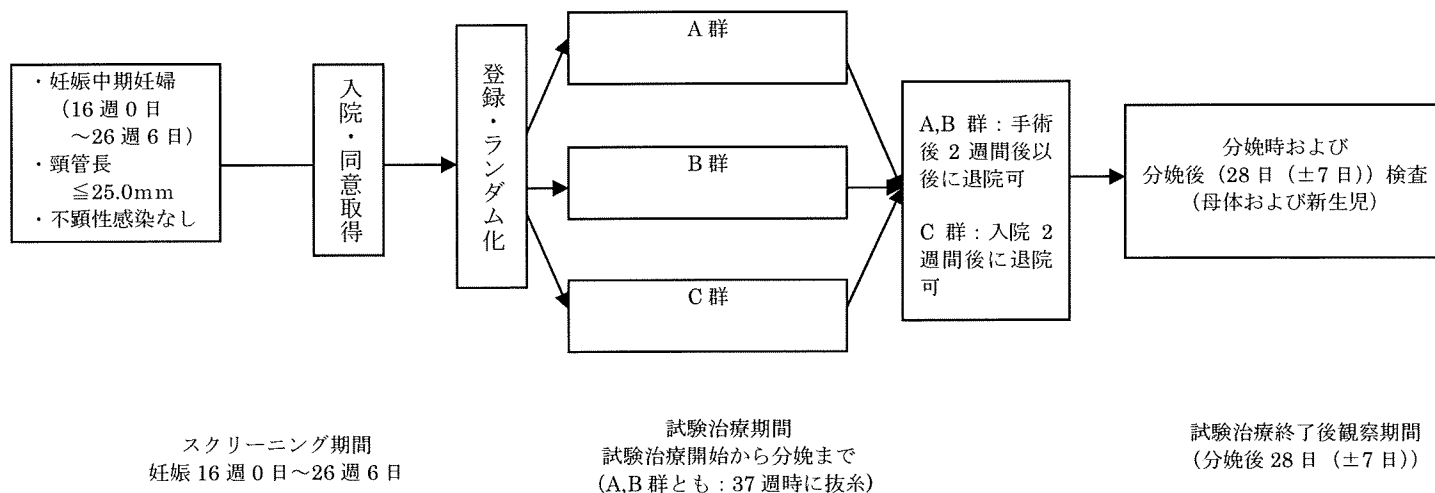 ・妊娠中期妊婦
(16 週 0 日
～26 週 6 日)
・頸管長
≦25.0mm
・不顕性感染なし
入院・同意取得
登録・ランダム化
A 群
B 群
C 群
A,B 群：手術
後 2 週間後以
後に退院可
C 群：入院 2
週間後に退院
可
分娩時および
分娩後 (28 日 (±7 日)) 検査
(母体および新生児)
スクリーニング期間
妊娠 16 週 0 日～26 週 6 日
試験治療期間
試験治療開始から分娩まで
(A,B 群とも：37 週時に抜糸)
試験治療終了後観察期間
(分娩後 28 日 (±7 日))